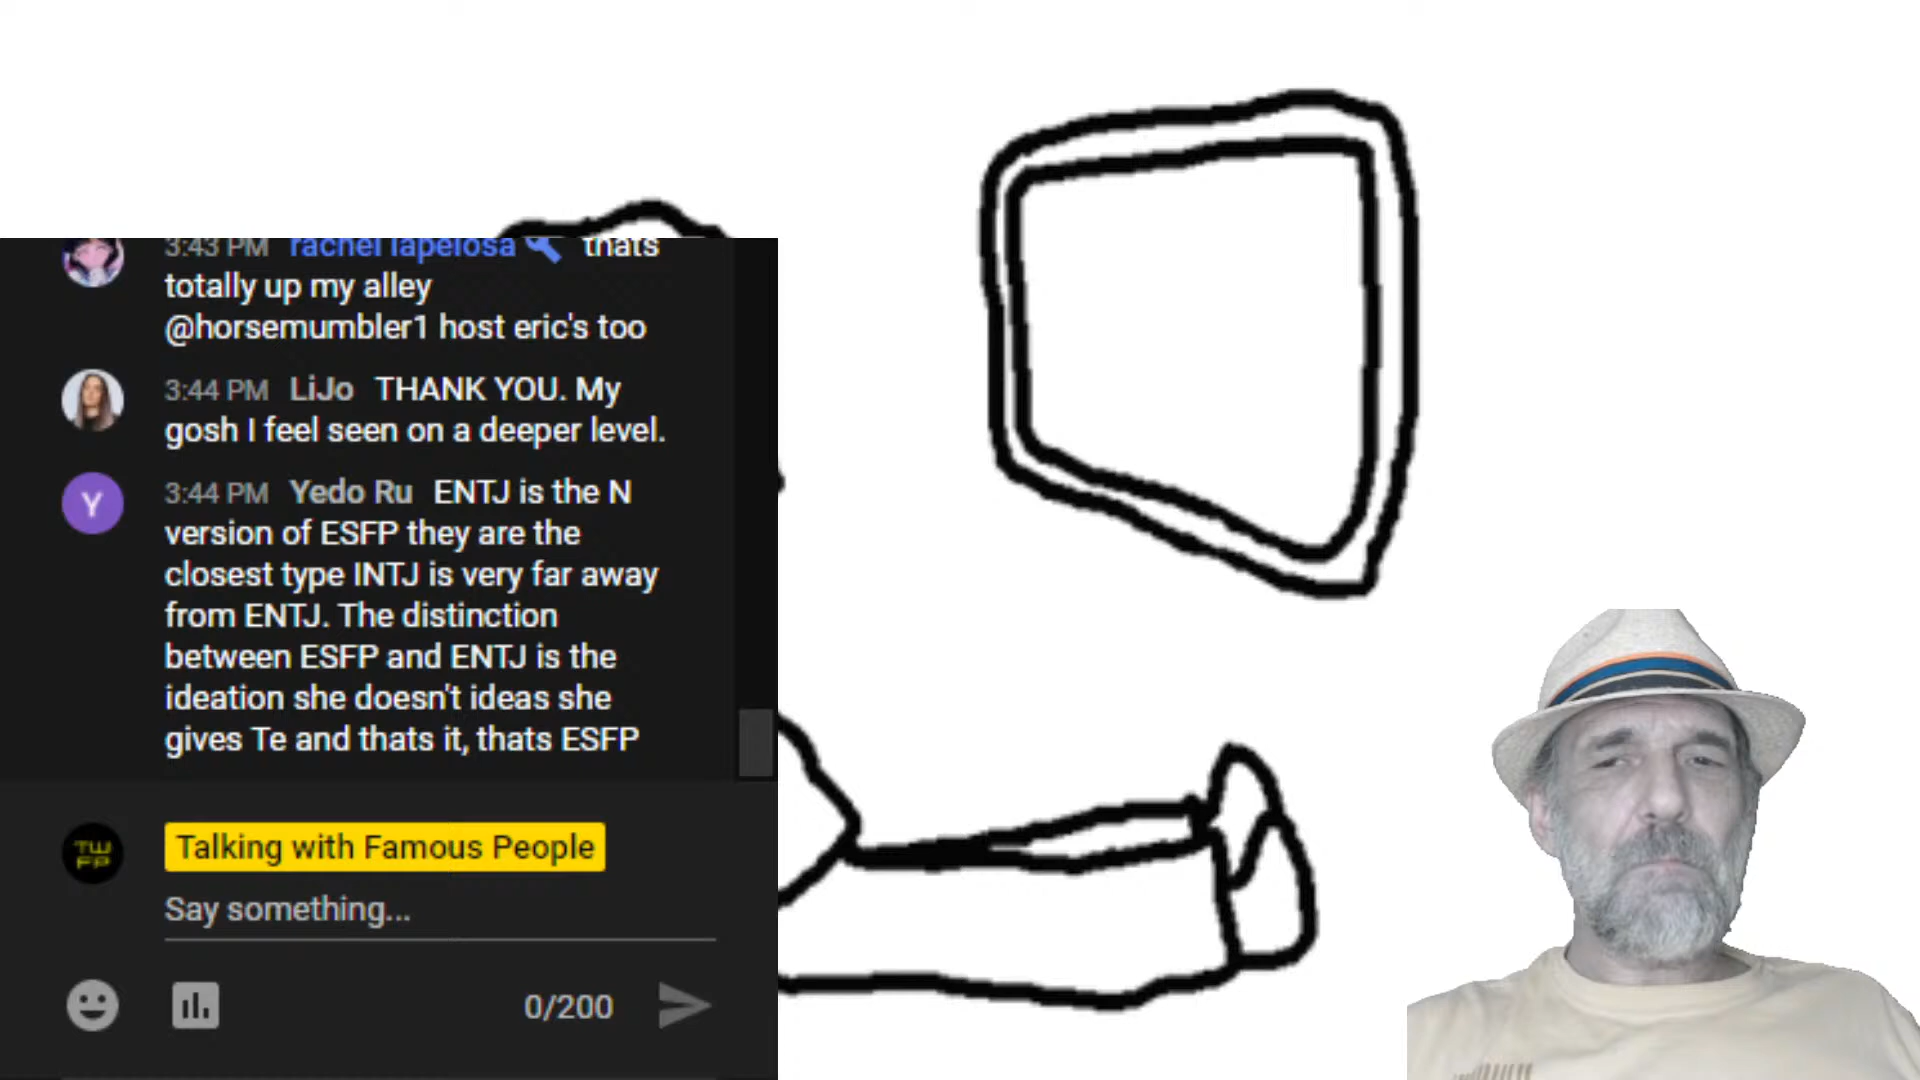 3:43 PM rachel lapelosa thats
totally up my alley
@horsemumbler1 host eric's too
3:44 PM LiJo THANK YOU. My
gosh I feel seen on a deeper level.
Y
3:44 PM Yedo Ru ENTJ is the N
version of ESFP they are the
closest type INTJ is very far away
from ENTJ. The distinction
between ESFP and ENTJ is the
ideation she doesn't ideas she
gives Te and thats it, thats ESFP
TW
FP
Talking with Famous People
Say something...
0/200